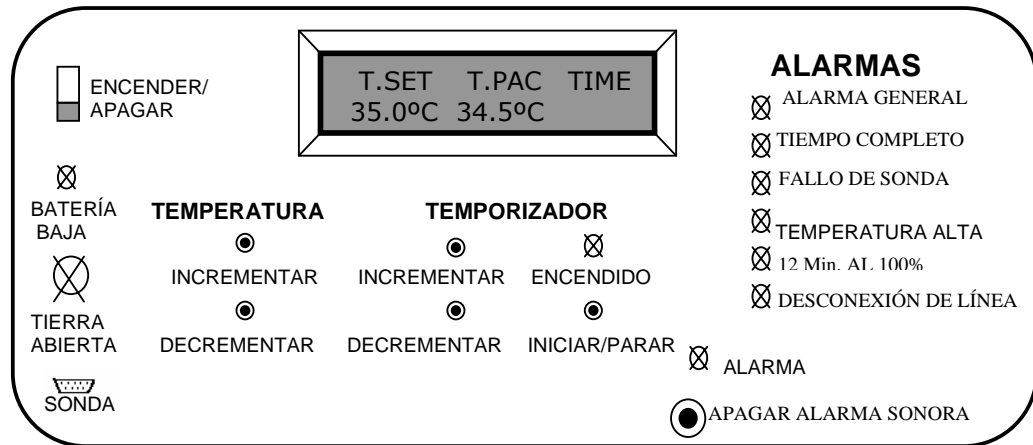 ENCENDER/
APAGAR
T.SET T.PAC TIME
35.0ºC 34.5ºC
ALARMAS
ALARMA GENERAL
TIEMPO COMPLETO
FALLO DE SONDA
TEMPERATURA ALTA
12 Min. AL 100%
DESCONEXIÓN DE LÍNEA
BATERÍA
BAJA
TIERRA
ABIERTA
SONDA
TEMPERATURA
INCREMENTAR
DECREMENTAR
TEMPORIZADOR
INCREMENTAR ENCENDIDO
DECREMENTAR INICIAR/PARAR
ALARMA
APAGAR ALARMA SONORA